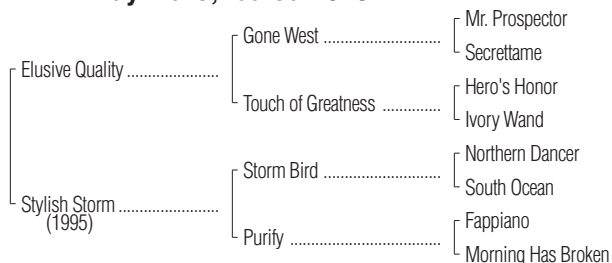 Mr. Prospector
Gone West
Secrettame
Elusive Quality
Hero's Honor
Touch of Greatness
Ivory Wand
Northern Dancer
Storm Bird
South Ocean
Stylish Storm
(1995)
Fappiano
Purify
Morning Has Broken